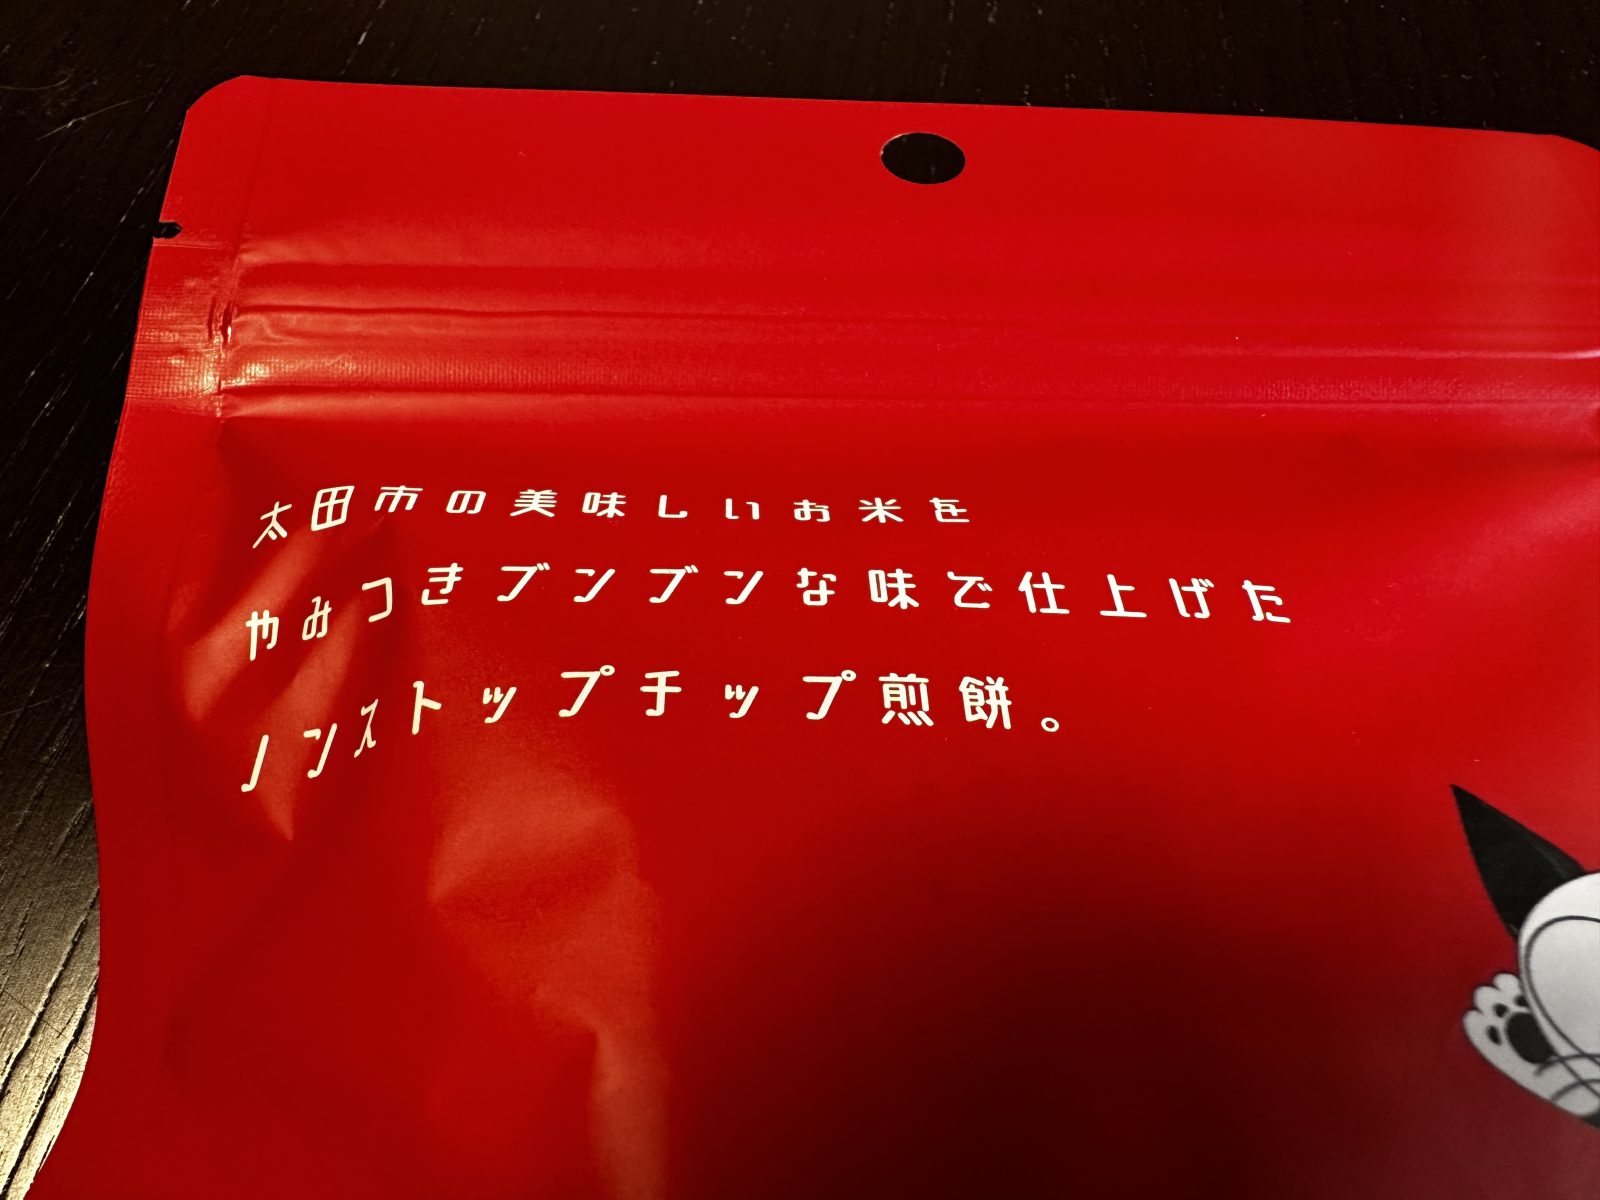 太田市の美味しいお米を
やみつきブンブンな味で仕上げた
ノンストップチップ煎餅。